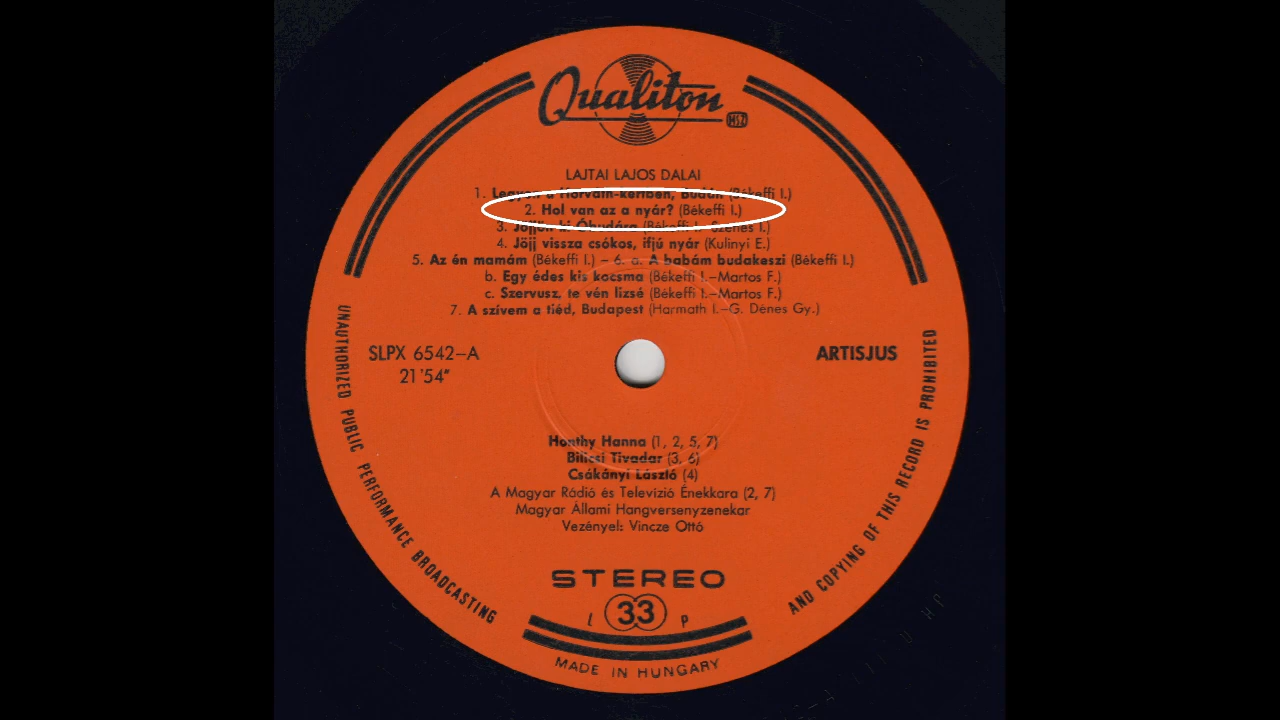 Qualiton
MSZ
LAJTAI LAJOS DALAI
1. Legyen a Horváth-kertben, Budán (Békeffi I.)
2. Hol van az a nyár? (Békeffi I.)
3. Jöjjön ki Óbudára (Békeffi I.–Szenes I.)
4. Jöjj vissza csókos, ifjú nyár (Kulinyi E.)
5. Az én mamám (Békeffi I.) – 6. a. A babám budakeszi (Békeffi I.)
b. Egy édes kis kocsma (Békeffi I.–Martos F.)
c. Szervusz, te vén lizsé (Békeffi I.–Martos F.)
7. A szívem a tiéd, Budapest (Harmath I.–G. Dénes Gy.)
SLPX 6542–A
21'54"
ARTISJUS
Honthy Hanna (1, 2, 5, 7)
Bilicsi Tivadar (3, 6)
Csákányi László (4)
A Magyar Rádió és Televízió Énekkara (2, 7)
Magyar Állami Hangversenyzenekar
Vezényel: Vincze Ottó
STEREO
L 33 P
MADE IN HUNGARY
UNAUTHORIZED PUBLIC PERFORMANCE BROADCASTING
AND COPYING OF THIS RECORD IS PROHIBITED